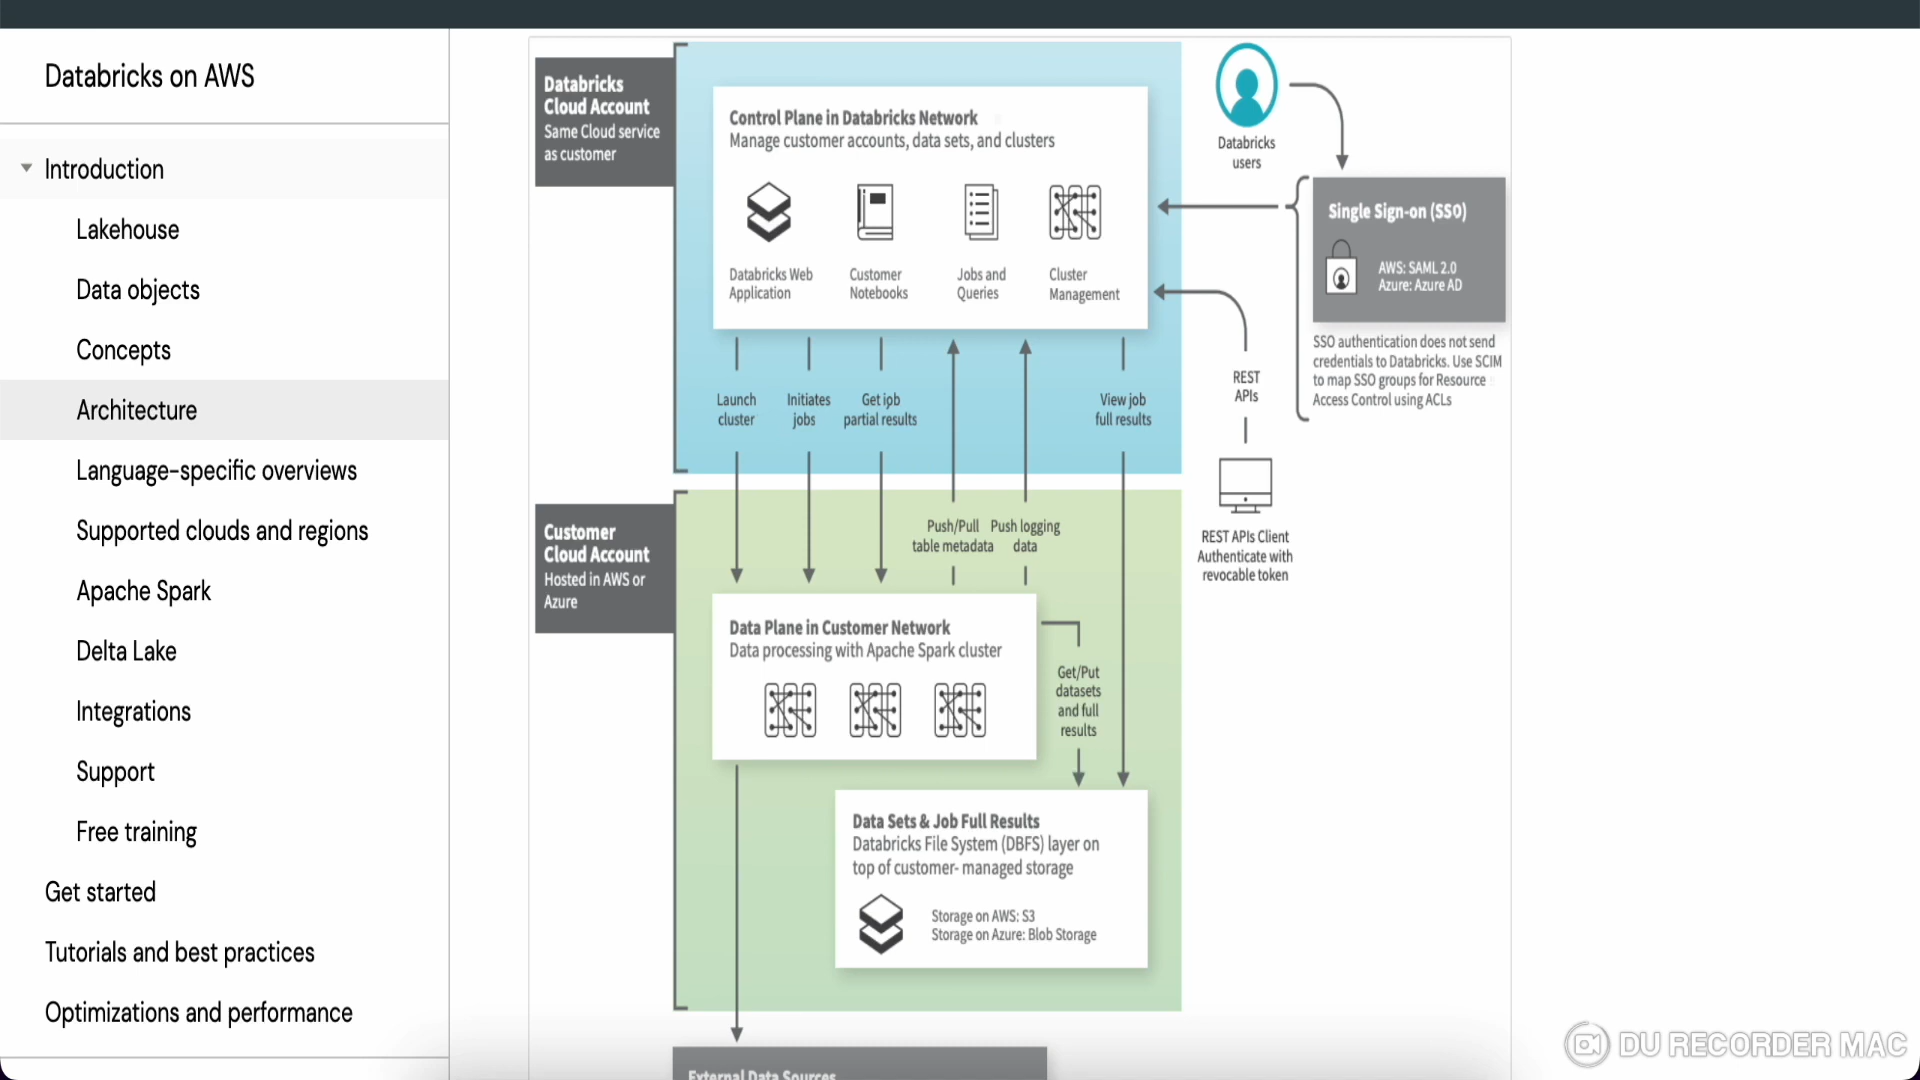 Databricks on AWS
Introduction
Lakehouse
Data objects
Concepts
Architecture
Language-specific overviews
Supported clouds and regions
Apache Spark
Delta Lake
Integrations
Support
Free training
Get started
Tutorials and best practices
Optimizations and performance
Databricks
Cloud Account
Same Cloud service
as customer
Control Plane in Databricks Network
Manage customer accounts, data sets, and clusters
Databricks Web
Application
Customer
Notebooks
Jobs and
Queries
Cluster
Management
Databricks
users
Single Sign-on (SSO)
AWS: SAML 2.0
Azure: Azure AD
SSO authentication does not send
credentials to Databricks. Use SCIM
to map SSO groups for Resource
Access Control using ACLs
Launch
cluster
Initiates
jobs
Get job
partial results
View job
full results
REST
APIs
REST APIs Client
Authenticate with
revocable token
Customer
Cloud Account
Hosted in AWS or
Azure
Push/Pull
table metadata
Push logging
data
Data Plane in Customer Network
Data processing with Apache Spark cluster
Get/Put
datasets
and full
results
Data Sets & Job Full Results
Databricks File System (DBFS) layer on
top of customer- managed storage
Storage on AWS: S3
Storage on Azure: Blob Storage
External Data Sources
DU RECORDER MAC